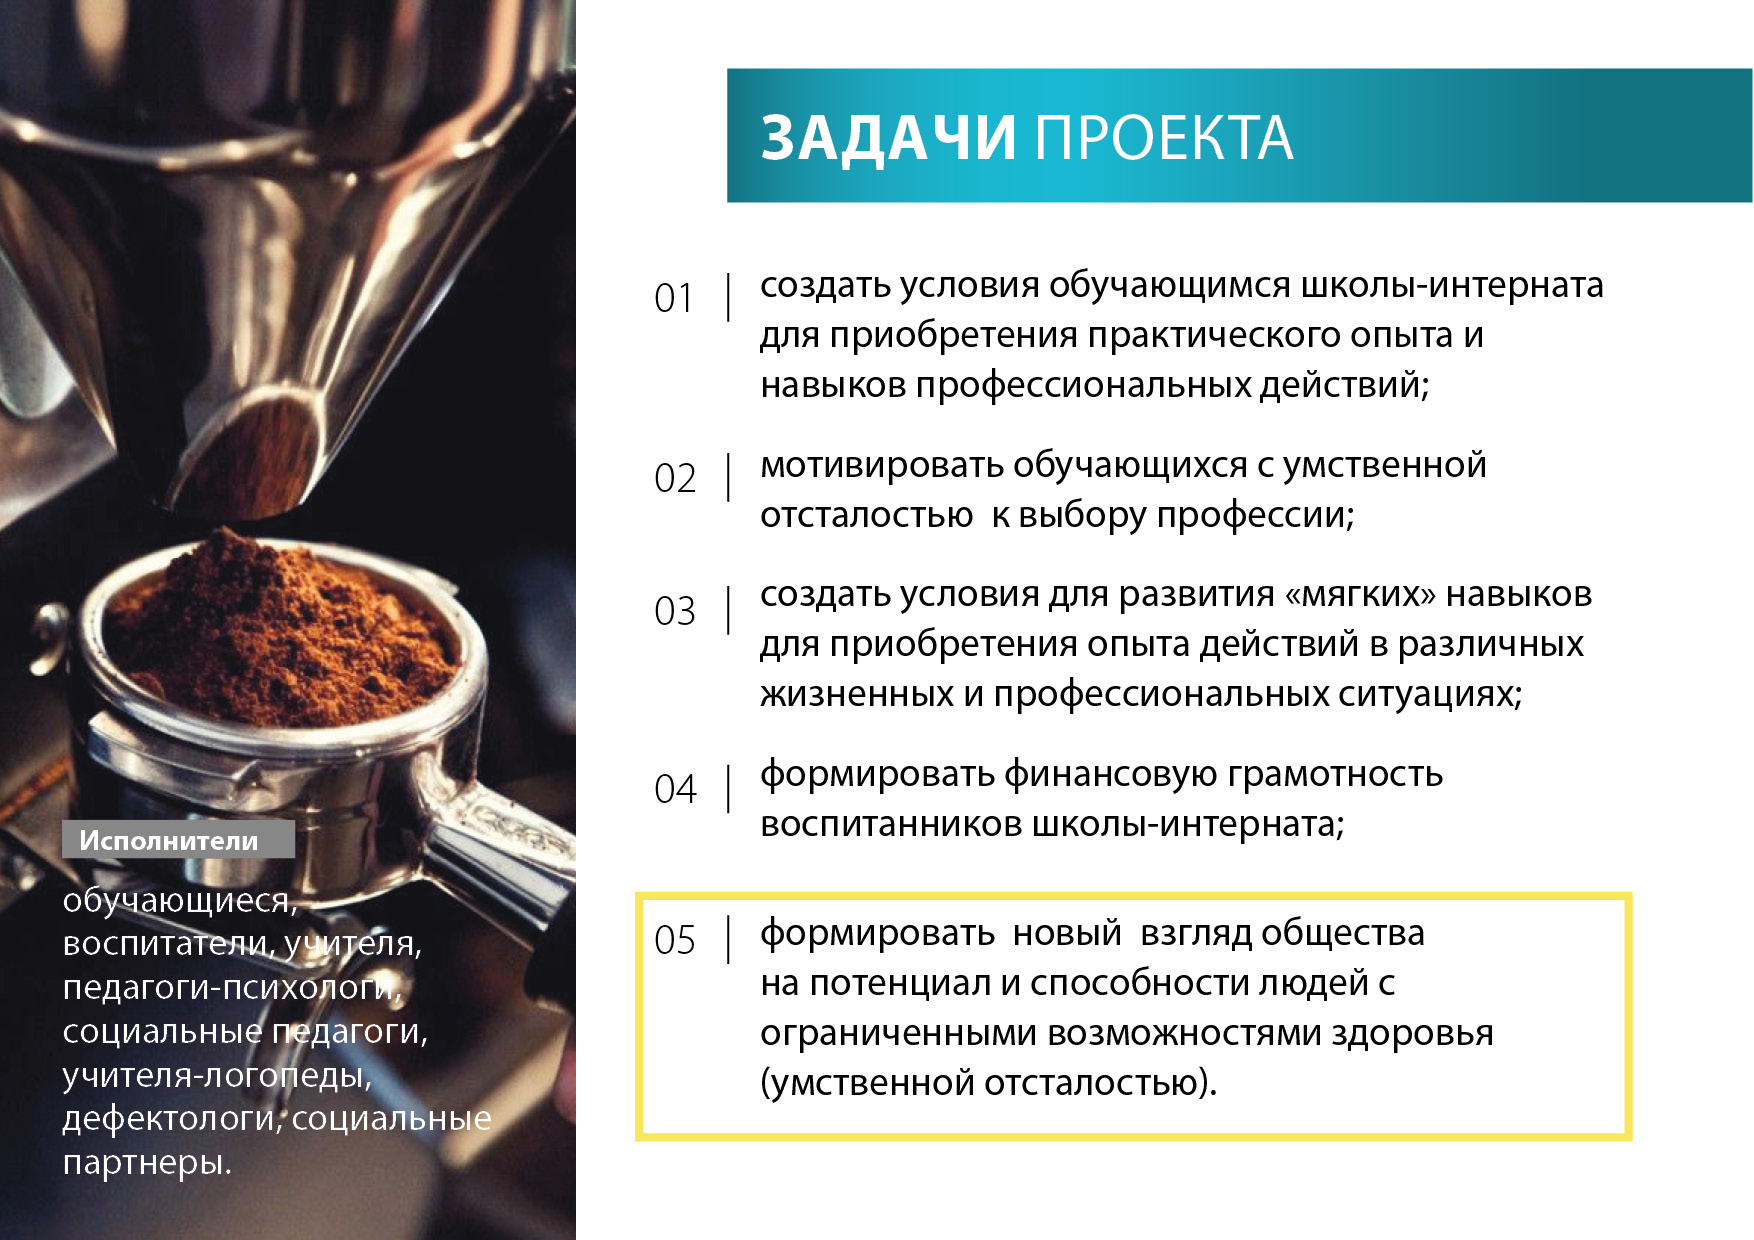 ЗАДАЧИ ПРОЕКТА
01
создать условия обучающимся школы-интерната
для приобретения практического опыта и
навыков профессиональных действий;
02
мотивировать обучающихся с умственной
отсталостью  к выбору профессии;
03
создать условия для развития «мягких» навыков
для приобретения опыта действий в различных
жизненных и профессиональных ситуациях;
04
формировать финансовую грамотность
воспитанников школы-интерната;
05
формировать  новый  взгляд общества
на потенциал и способности людей с
ограниченными возможностями здоровья
(умственной отсталостью).
Исполнители
обучающиеся,
воспитатели, учителя,
педагоги-психологи,
социальные педагоги,
учителя-логопеды,
дефектологи, социальные
партнеры.